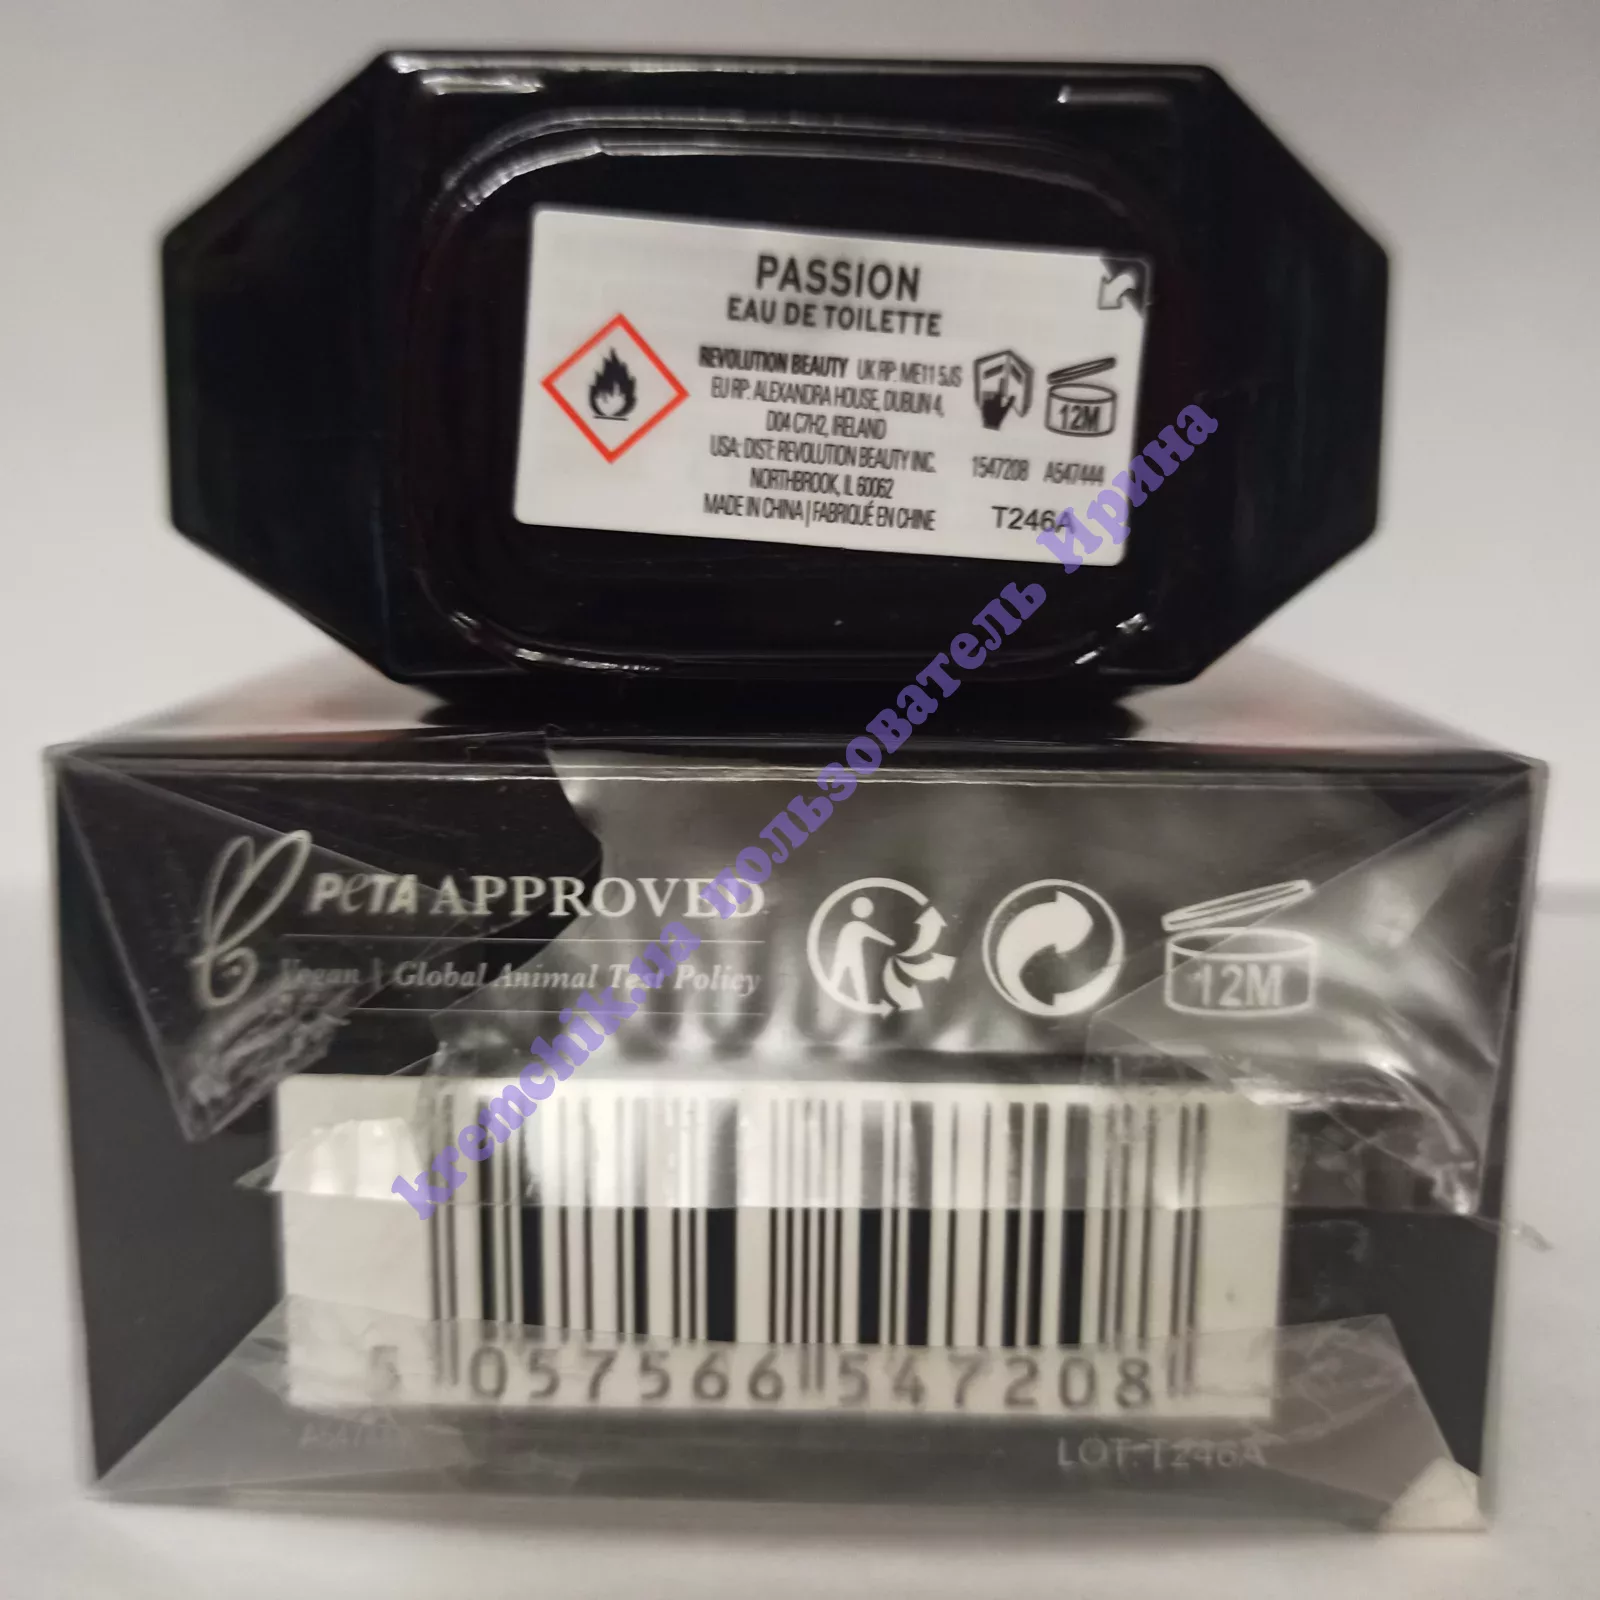 PASSION
EAU DE TOILETTE
REVOLUTION BEAUTY UK RP: ME11 5JS
EU RP: ALEXANDRA HOUSE, DUBLIN 4,
D04 C7H2, IRELAND
USA: DIST: REVOLUTION BEAUTY INC.
NORTHBROOK, IL 60062
MADE IN CHINA | FABRIQUÉ EN CHINE
12M
1547208 A547444
T246A
PETA APPROVED
Vegan | Global Animal Test Policy
12M
5 057566 547208
LOT: T246A
kremchik.ua пользователь Ирина